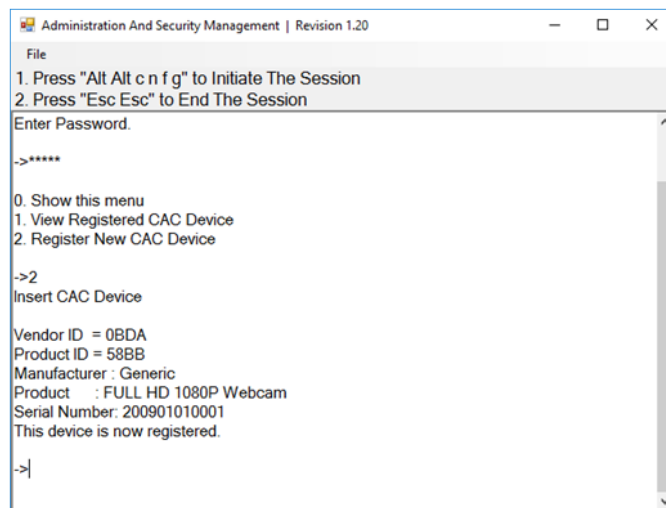 Administration And Security Management | Revision 1.20
File
1. Press "Alt Alt c n f g" to Initiate The Session
2. Press "Esc Esc" to End The Session
Enter Password.
->*****
0. Show this menu
1. View Registered CAC Device
2. Register New CAC Device
->2
Insert CAC Device
Vendor ID  = 0BDA
Product ID = 58BB
Manufacturer : Generic
Product      : FULL HD 1080P Webcam
Serial Number: 200901010001
This device is now registered.
->